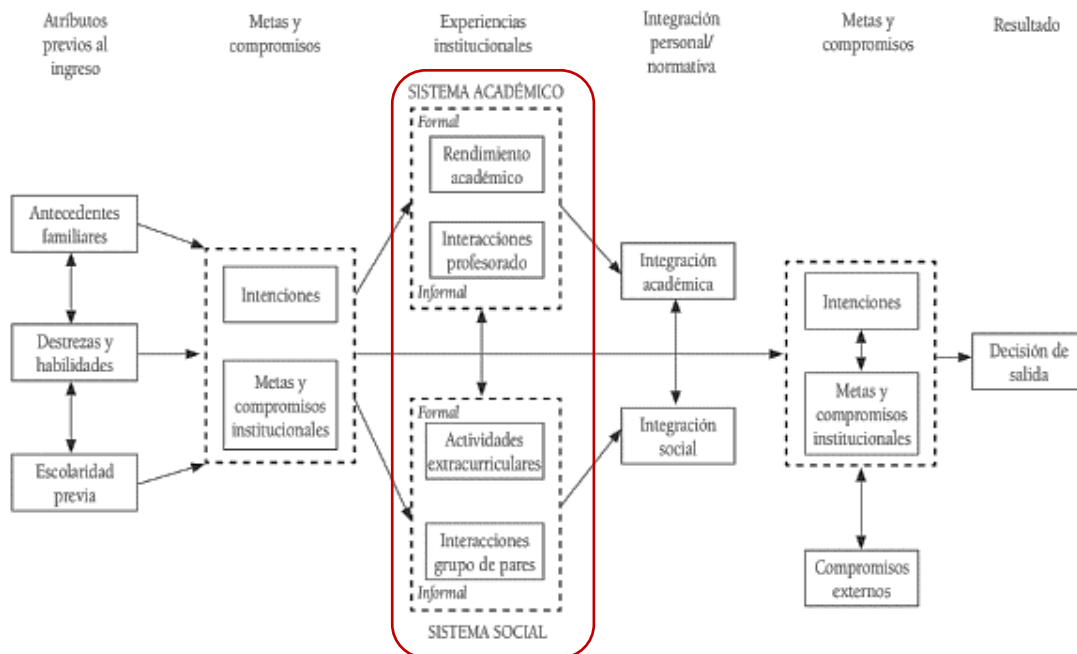 Atributos
previos al
ingreso
Metas y
compromisos
Experiencias
institucionales
Integración
personal/
normativa
Metas y
compromisos
Resultado
SISTEMA ACADÉMICO
Formal
Rendimiento
académico
Interacciones
profesorado
Informal
Antecedentes
familiares
Destrezas y
habilidades
Escolaridad
previa
Intenciones
Metas y
compromisos
institucionales
Formal
Actividades
extracurriculares
Interacciones
grupo de pares
Informal
SISTEMA SOCIAL
Integración
académica
Integración
social
Intenciones
Metas y
compromisos
institucionales
Compromisos
externos
Decisión de
salida